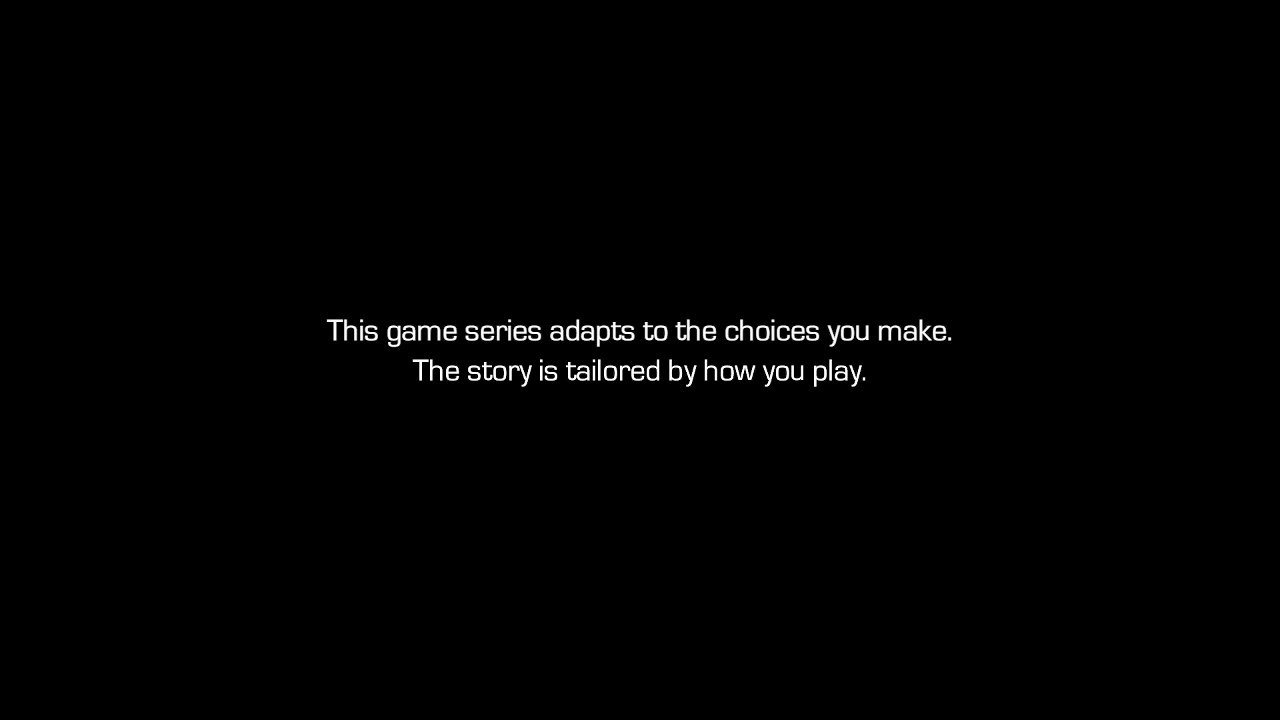 This game series adapts to the choices you make.
The story is tailored by how you play.